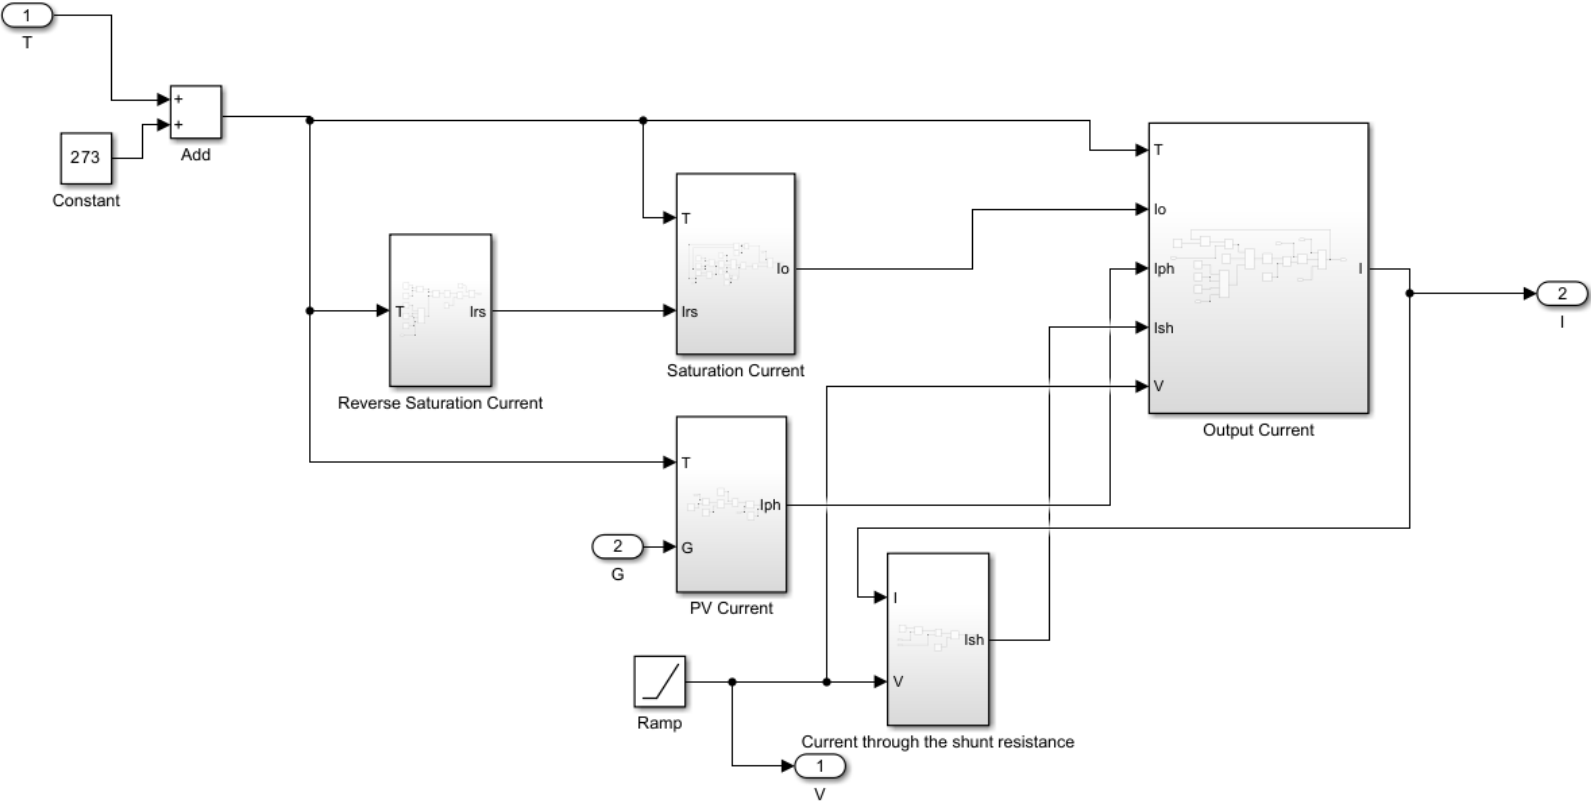 1
T
+
+
273
Add
Constant
T
Io
Irs
Saturation Current
T
Irs
Reverse Saturation Current
T
Io
Iph
Ish
V
I
Output Current
2
I
T
Iph
G
PV Current
2
G
I
Ish
V
Current through the shunt resistance
Ramp
1
V